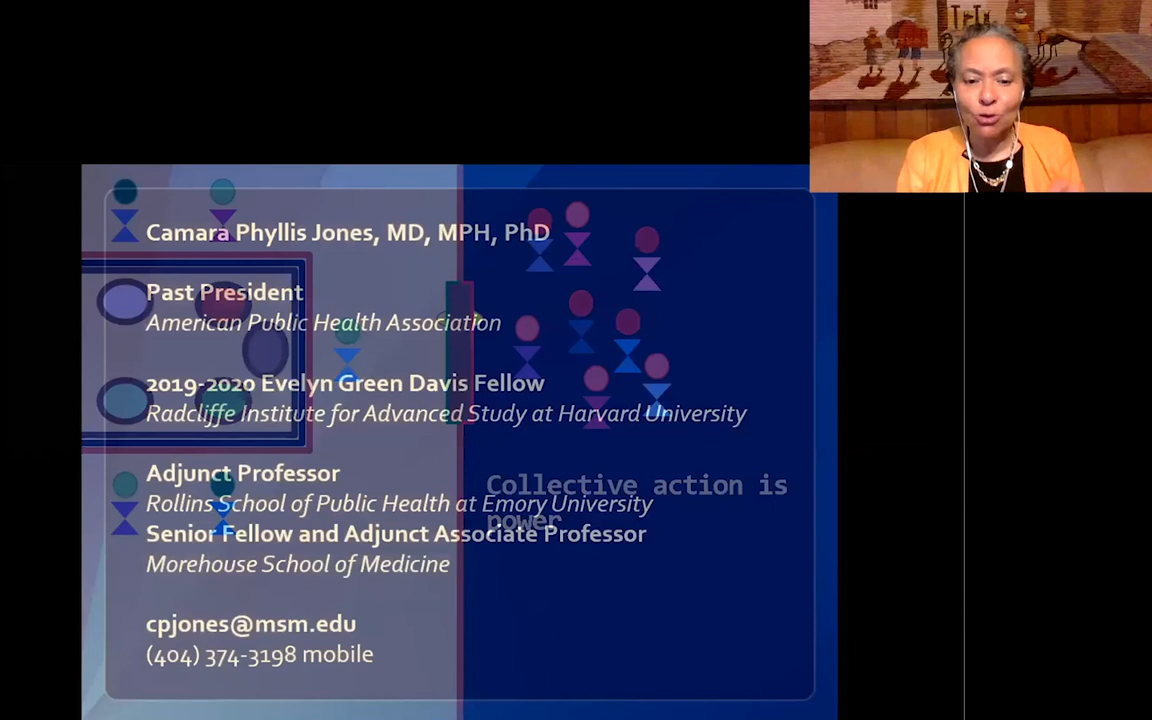 Camara Phyllis Jones, MD, MPH, PhD
Past President
American Public Health Association
2019-2020 Evelyn Green Davis Fellow
Radcliffe Institute for Advanced Study at Harvard University
Adjunct Professor
Rollins School of Public Health at Emory University
Senior Fellow and Adjunct Associate Professor
Morehouse School of Medicine
cpjones@msm.edu
(404) 374-3198 mobile
Collective action is
power